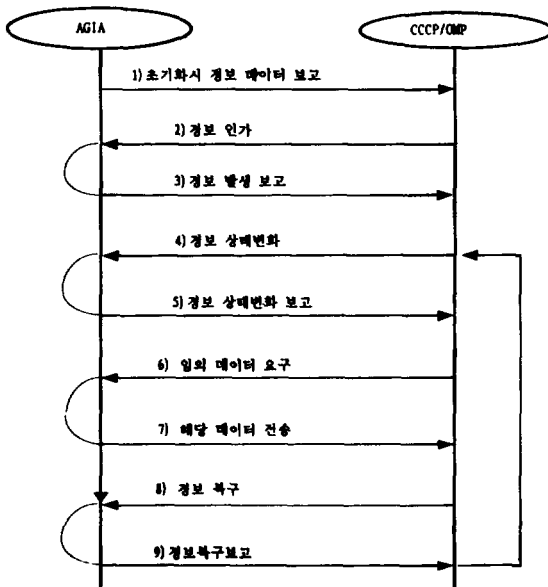 AGIA
CCCP/OMP
1) 초기화시 경보 데이터 보고
2) 경보 인가
3) 경보 발생 보고
4) 경보 상태변화
5) 경보 상태변화 보고
6) 임의 데이터 요구
7) 해당 데이터 전송
8) 경보 복구
9) 경보복구보고